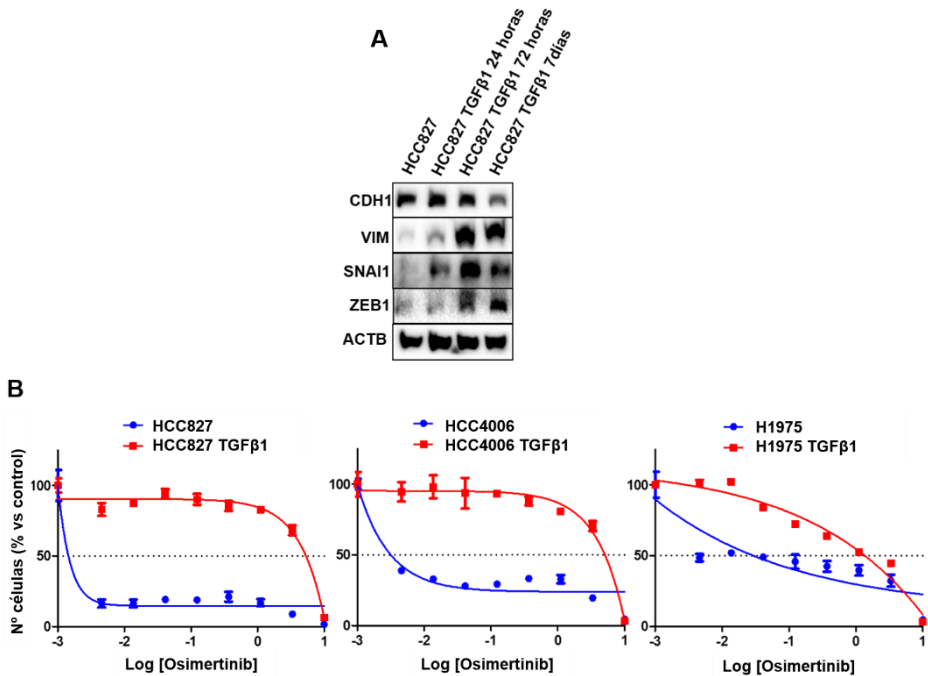 A
HCC827
HCC827 TGFβ1 24 horas
HCC827 TGFβ1 72 horas
HCC827 TGFβ1 7días
CDH1
VIM
SNAI1
ZEB1
ACTB
B
HCC827
HCC827 TGFβ1
Nº células (% vs control)
100
50
0
-3 -2 -1 0 1
Log [Osimertinib]
HCC4006
HCC4006 TGFβ1
100
50
0
-3 -2 -1 0 1
Log [Osimertinib]
H1975
H1975 TGFβ1
100
50
0
-3 -2 -1 0 1
Log [Osimertinib]